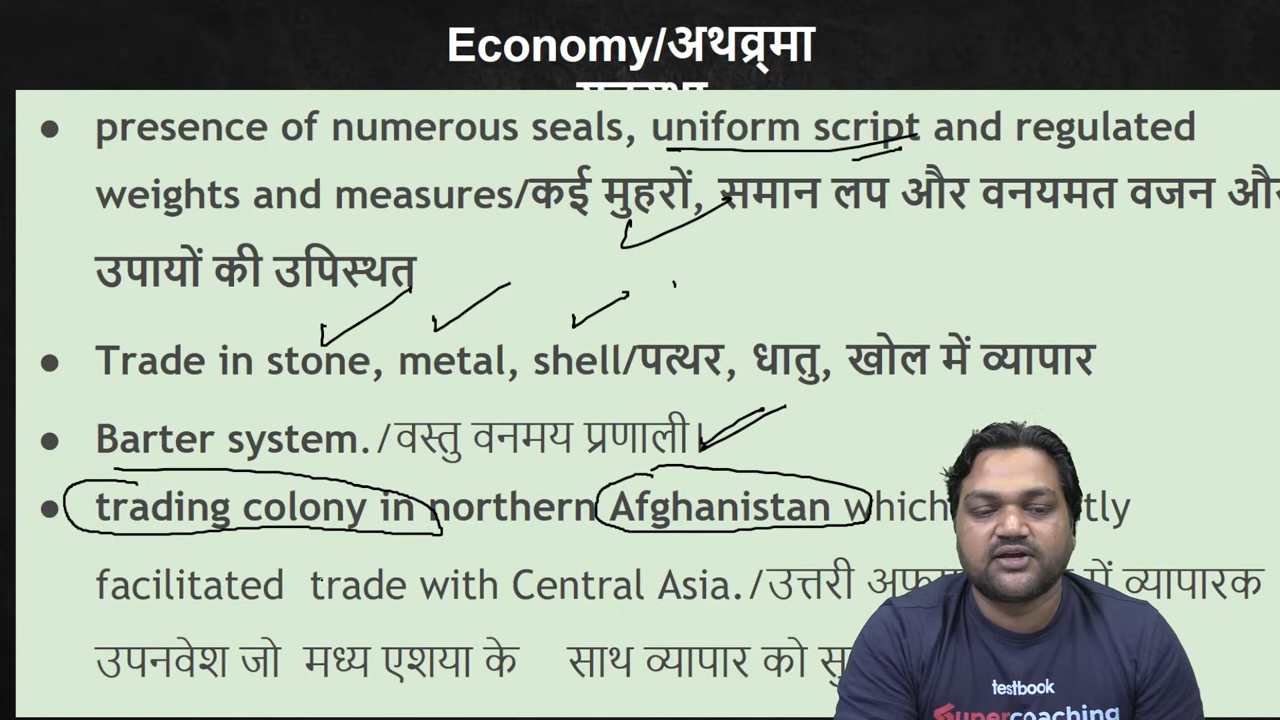 Economy/अथव्र्मा
● presence of numerous seals, uniform script and regulated
weights and measures/कई मुहरों, समान लप और वनयमत वजन और
उपायों की उपिस्थत
● Trade in stone, metal, shell/पत्थर, धातु, खोल में व्यापार
● Barter system./वस्तु वनमय प्रणाली।
● trading colony in northern Afghanistan which
facilitated trade with Central Asia./उत्तरी में व्यापारक
उपनवेश जो मध्य एशया के साथ व्यापार को
testbook
Supercoaching